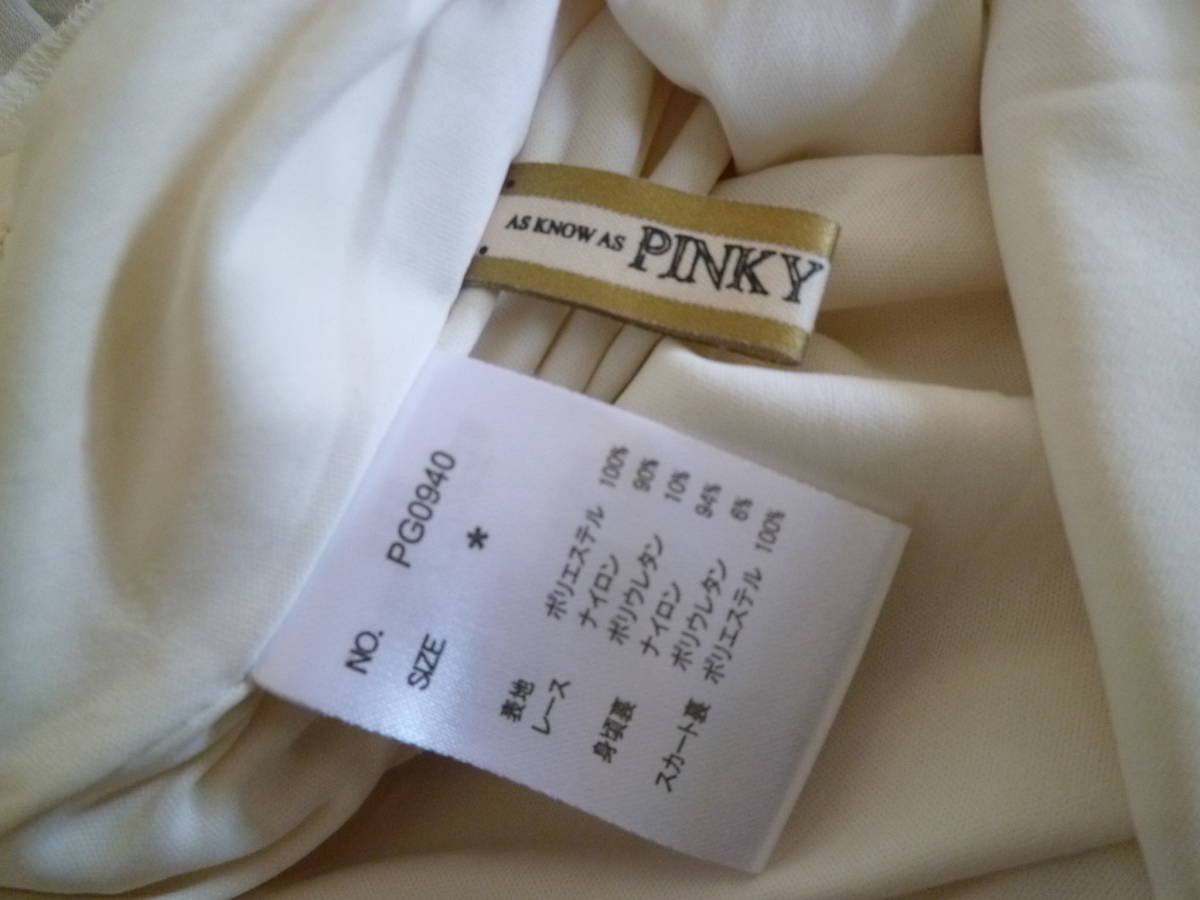 AS KNOW AS PINKY
NO. PG0940
SIZE *
表地 ポリエステル 100%
レース ナイロン 90%
ポリウレタン 10%
身頃裏 ナイロン 94%
ポリウレタン 6%
スカート裏 ポリエステル 100%